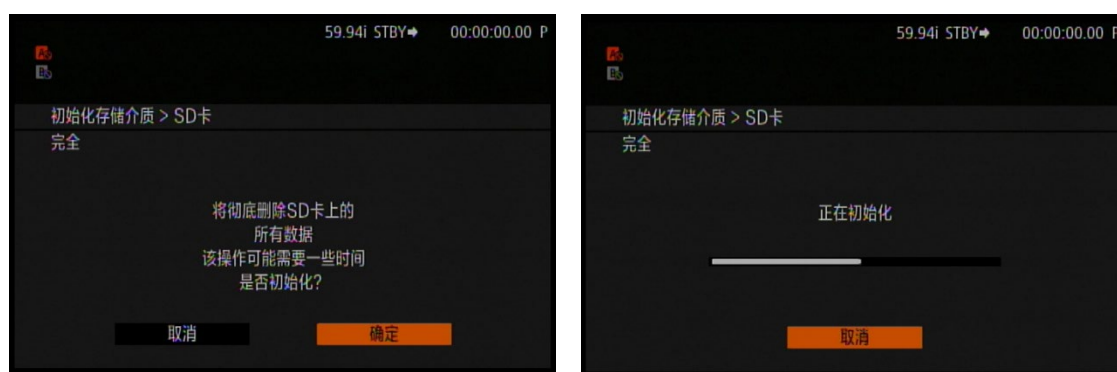 59.94i STBY➡ 00:00:00.00 P
A
B
初始化存储介质 > SD卡
完全
将彻底删除SD卡上的
所有数据
该操作可能需要一些时间
是否初始化?
取消 确定
59.94i STBY➡ 00:00:00.00 P
A
B
初始化存储介质 > SD卡
完全
正在初始化
取消